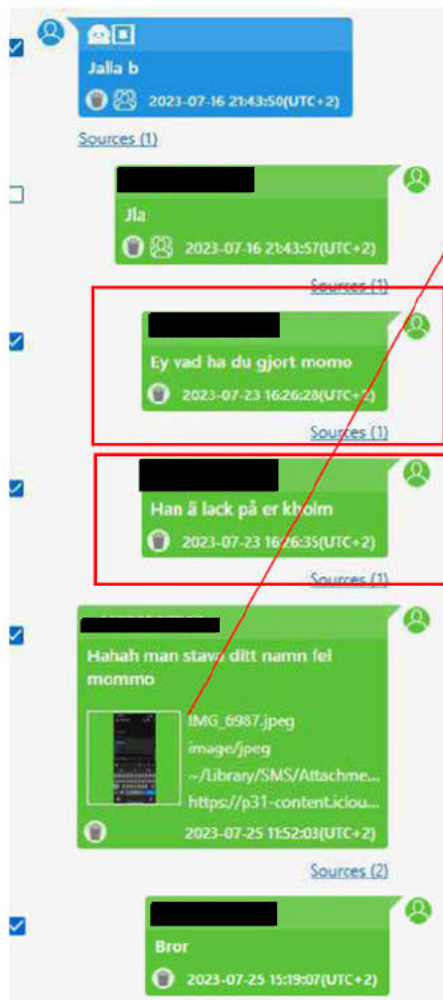 Jalla b
2023-07-16 21:43:50(UTC+2)
Sources (1)
Jla
2023-07-16 21:43:57(UTC+2)
Sources (1)
Ey vad ha du gjort momo
2023-07-23 16:26:28(UTC+2)
Sources (1)
Han ä lack på er kholm
2023-07-23 16:26:35(UTC+2)
Sources (1)
Hahah man stava ditt namn fel
mommo
IMG_6987.jpeg
image/jpeg
~/Library/SMS/Attachme...
https://p31-content.iclou...
2023-07-25 11:52:03(UTC+2)
Sources (2)
Bror
2023-07-25 15:19:07(UTC+2)